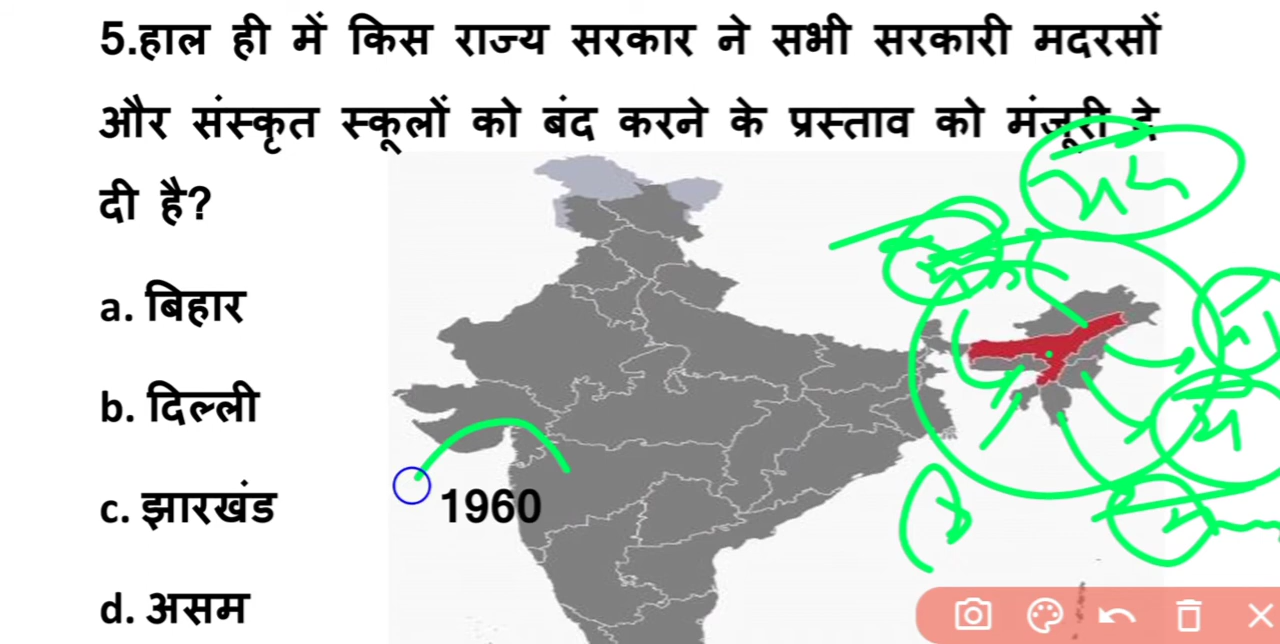 5.हाल ही में किस राज्य सरकार ने सभी सरकारी मदरसों
और संस्कृत स्कूलों को बंद करने के प्रस्ताव को मंजूरी दे
दी है?
a. बिहार
b. दिल्ली
c. झारखंड
1960
d. असम